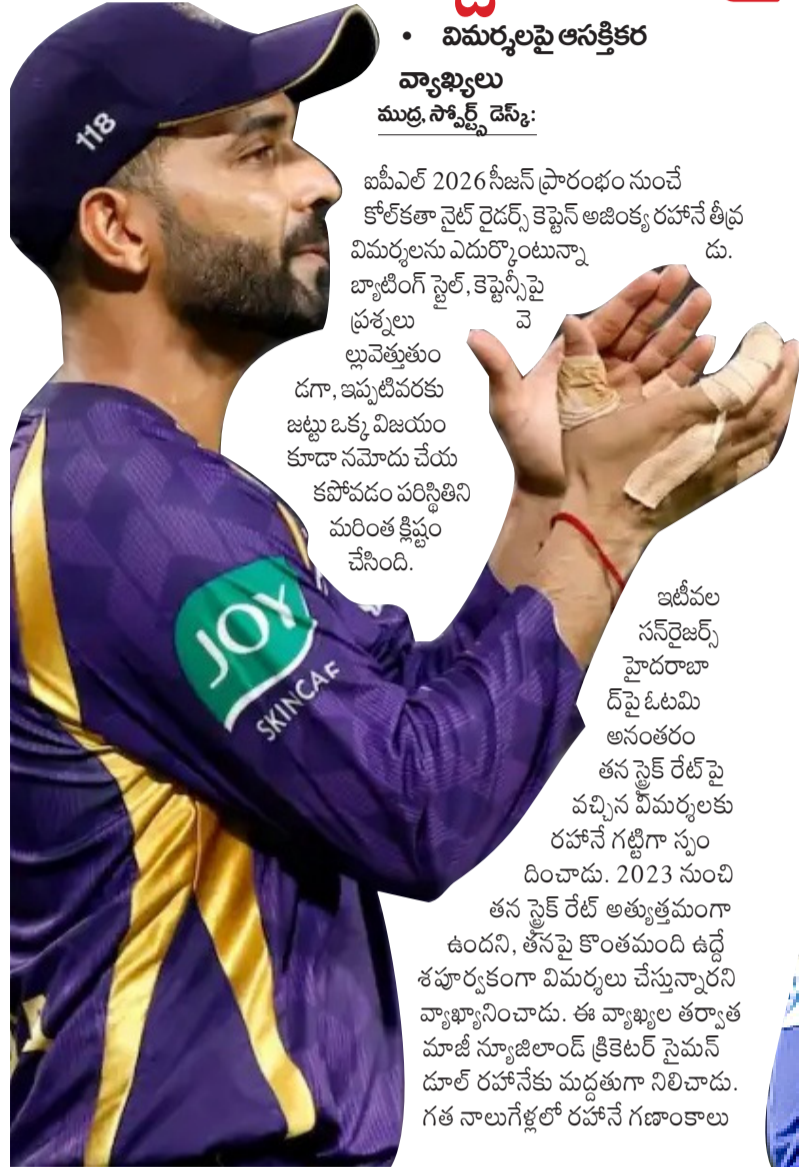 • విమర్శలపై ఆసక్తికర
వ్యాఖ్యలు
ముద్ర, స్పోర్ట్స్ డెస్క్:
ఐపీఎల్ 2026 సీజన్ ప్రారంభం నుంచే
కోల్‌కతా నైట్ రైడర్స్ కెప్టెన్ అజింక్య రహానే తీవ్ర
విమర్శలను ఎదుర్కొంటున్నా డు.
బ్యాటింగ్ స్టైల్, కెప్టెన్సీపై
ప్రశ్నలు వె
ల్లువెత్తుతుం
డగా, ఇప్పటివరకు
జట్టు ఒక్క విజయం
కూడా నమోదు చేయ
కపోవడం పరిస్థితిని
మరింత క్లిష్టం
చేసింది.
118
JOY
SKINCAR
ఇటీవల
సన్‌రైజర్స్
హైదరాబా
ద్‌పై ఓటమి
అనంతరం
తన స్ట్రైక్ రేట్‌పై
వచ్చిన విమర్శలకు
రహానే గట్టిగా స్పం
దించాడు. 2023 నుంచి
తన స్ట్రైక్ రేట్ అత్యుత్తమంగా
ఉందని, తనపై కొంతమంది ఉద్దే
శపూర్వకంగా విమర్శలు చేస్తున్నారని
వ్యాఖ్యానించాడు. ఈ వ్యాఖ్యల తర్వాత
మాజీ న్యూజిలాండ్ క్రికెటర్ సైమన్
డూల్ రహానేకు మద్దతుగా నిలిచాడు.
గత నాలుగేళ్లలో రహానే గణాంకాలు